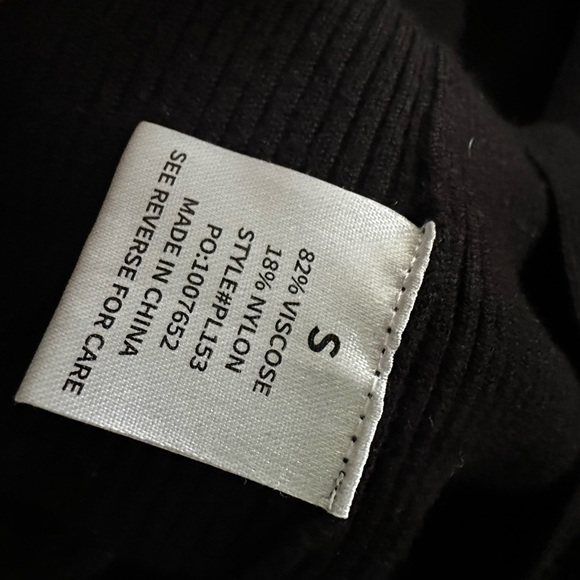 S
82% VISCOSE
18% NYLON
STYLE#PL153
PO:1007652
MADE IN CHINA
SEE REVERSE FOR CARE